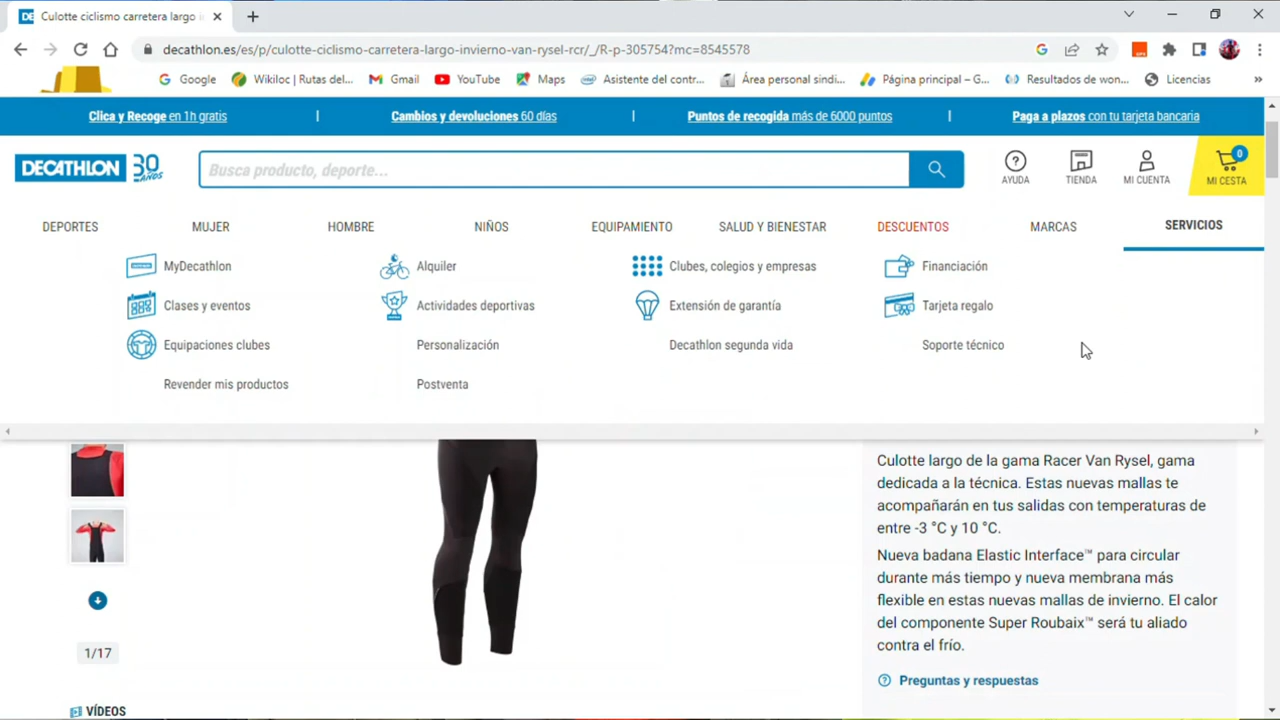 Culotte ciclismo carretera largo i
decathlon.es/es/p/culotte-ciclismo-carretera-largo-invierno-van-rysel-rcr/_/R-p-305754?mc=8545578
Google
Wikiloc | Rutas del...
Gmail
YouTube
Maps
Asistente del contr...
Área personal sindi...
Página principal – G...
Resultados de won...
Licencias
»
Clica y Recoge en 1h gratis | Cambios y devoluciones 60 días | Puntos de recogida más de 6000 puntos | Paga a plazos con tu tarjeta bancaria
DECATHLON 30 AÑOS
Busca producto, deporte...
AYUDA
TIENDA
MI CUENTA
0
MI CESTA
DEPORTES MUJER HOMBRE NIÑOS EQUIPAMIENTO SALUD Y BIENESTAR DESCUENTOS MARCAS SERVICIOS
MyDecathlon Alquiler Clubes, colegios y empresas Financiación
Clases y eventos Actividades deportivas Extensión de garantía Tarjeta regalo
Equipaciones clubes Personalización Decathlon segunda vida Soporte técnico
Revender mis productos Postventa
Culotte largo de la gama Racer Van Rysel, gama
dedicada a la técnica. Estas nuevas mallas te
acompañarán en tus salidas con temperaturas de
entre -3 °C y 10 °C.
Nueva badana Elastic Interface™ para circular
durante más tiempo y nueva membrana más
flexible en estas nuevas mallas de invierno. El calor
del componente Super Roubaix™ será tu aliado
contra el frío.
Preguntas y respuestas
1/17
VÍDEOS